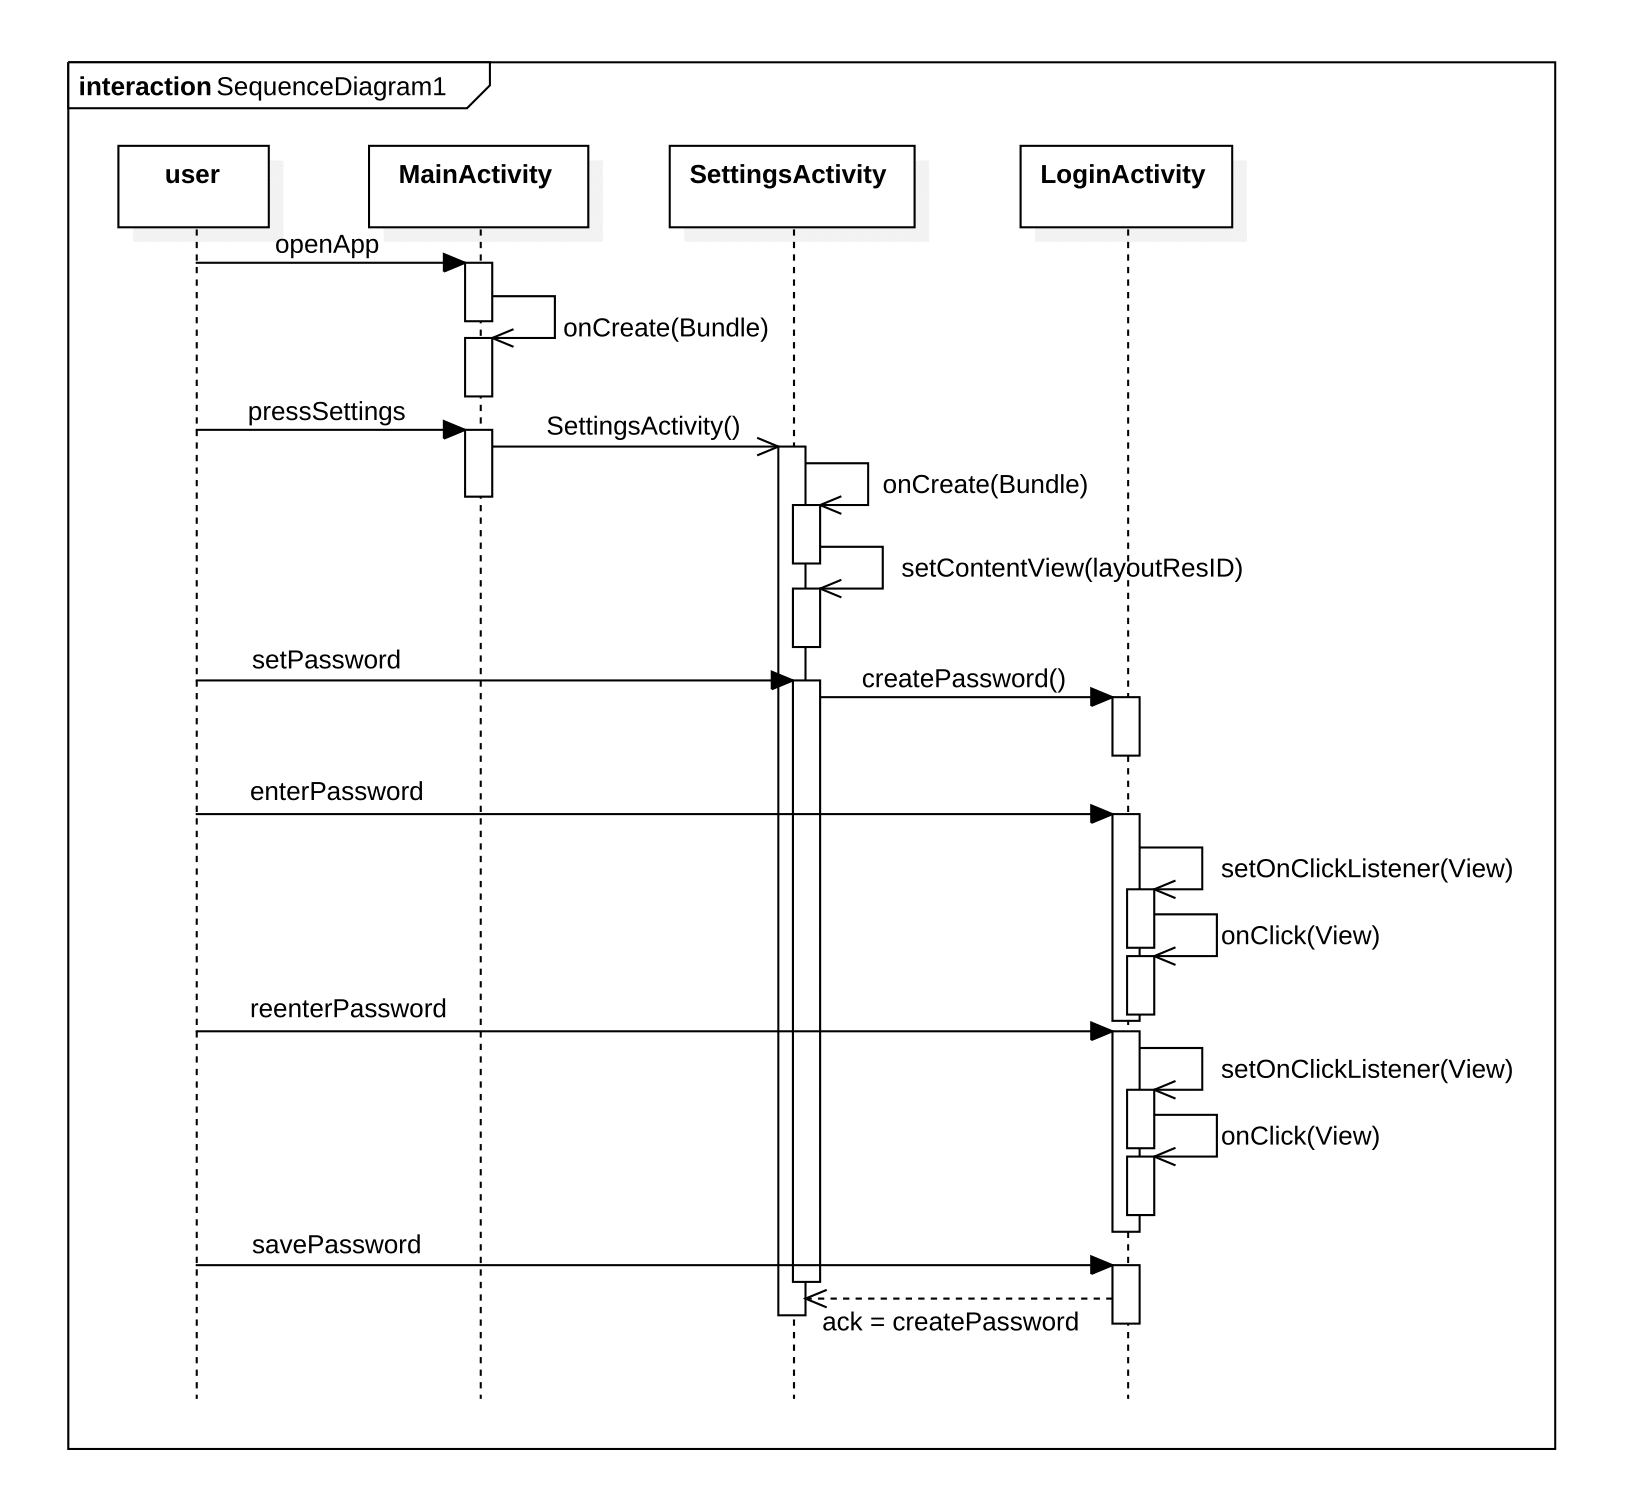 interaction SequenceDiagram1
user
MainActivity
SettingsActivity
LoginActivity
openApp
onCreate(Bundle)
pressSettings
SettingsActivity()
onCreate(Bundle)
setContentView(layoutResID)
setPassword
createPassword()
enterPassword
setOnClickListener(View)
onClick(View)
reenterPassword
setOnClickListener(View)
onClick(View)
savePassword
ack = createPassword